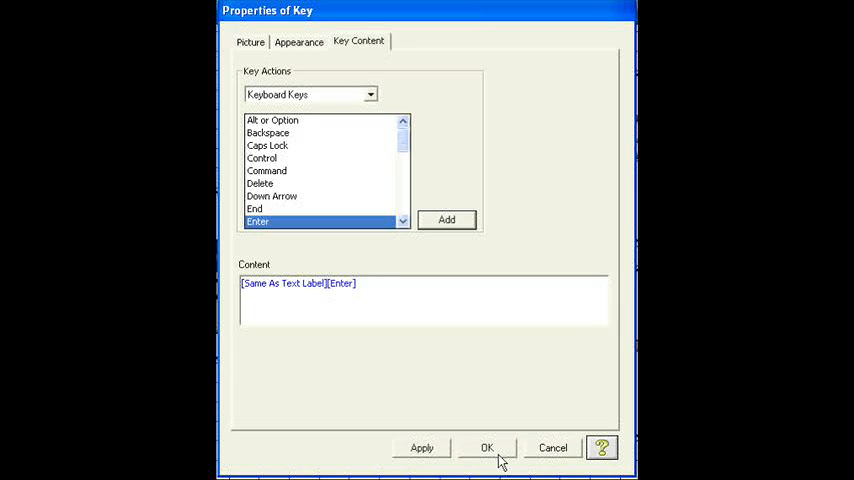 Properties of Key
Picture Appearance Key Content
Key Actions
Keyboard Keys
Alt or Option
Backspace
Caps Lock
Control
Command
Delete
Down Arrow
End
Enter
Add
Content
[Same As Text Label][Enter]
Apply OK Cancel ?